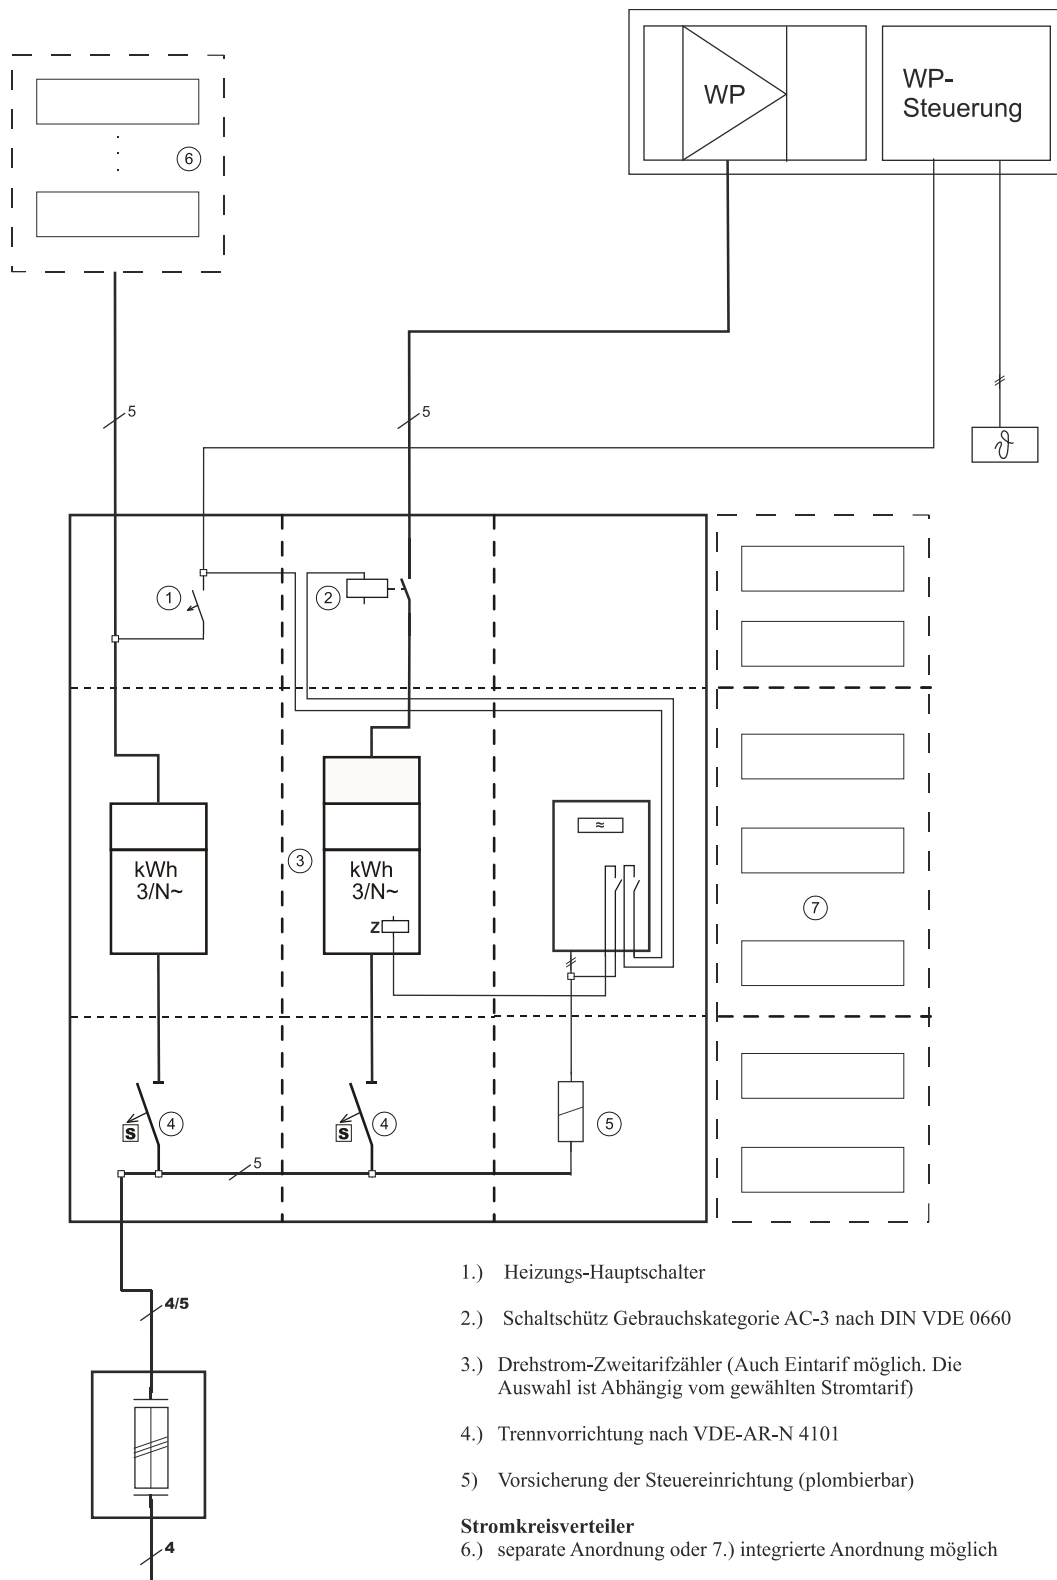 WP
WP-
Steuerung
6
5
5
ϑ
1
2
≈
kWh
3/N~
3
kWh
3/N~
Z
7
S
4
S
4
5
5
4/5
4
1.) Heizungs-Hauptschalter
2.) Schaltschütz Gebrauchskategorie AC-3 nach DIN VDE 0660
3.) Drehstrom-Zweitarifzähler (Auch Eintarif möglich. Die
Auswahl ist Abhängig vom gewählten Stromtarif)
4.) Trennvorrichtung nach VDE-AR-N 4101
5) Vorsicherung der Steuereinrichtung (plombierbar)
Stromkreisverteiler
6.) separate Anordnung oder 7.) integrierte Anordnung möglich